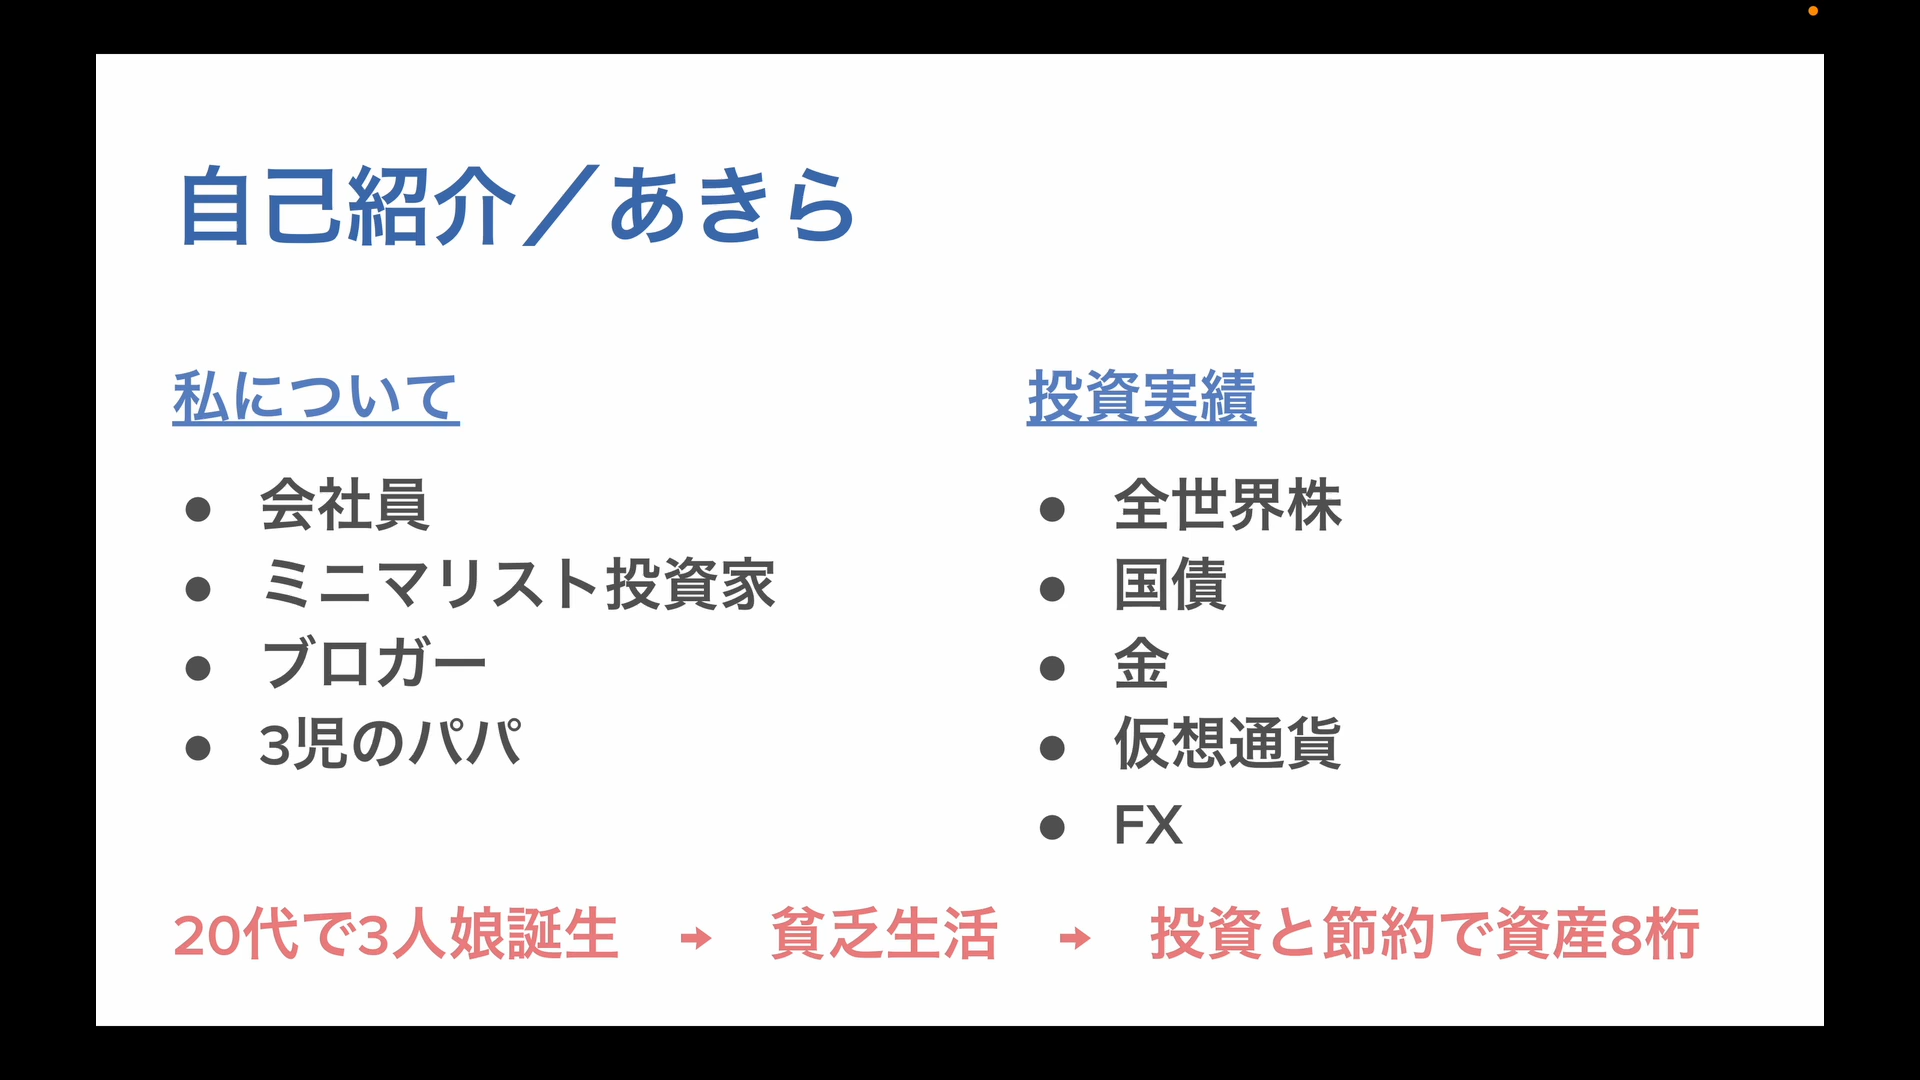 自己紹介／あきら
私について
● 会社員
● ミニマリスト投資家
● ブロガー
● 3児のパパ
投資実績
● 全世界株
● 国債
● 金
● 仮想通貨
● FX
20代で3人娘誕生 → 貧乏生活 → 投資と節約で資産8桁